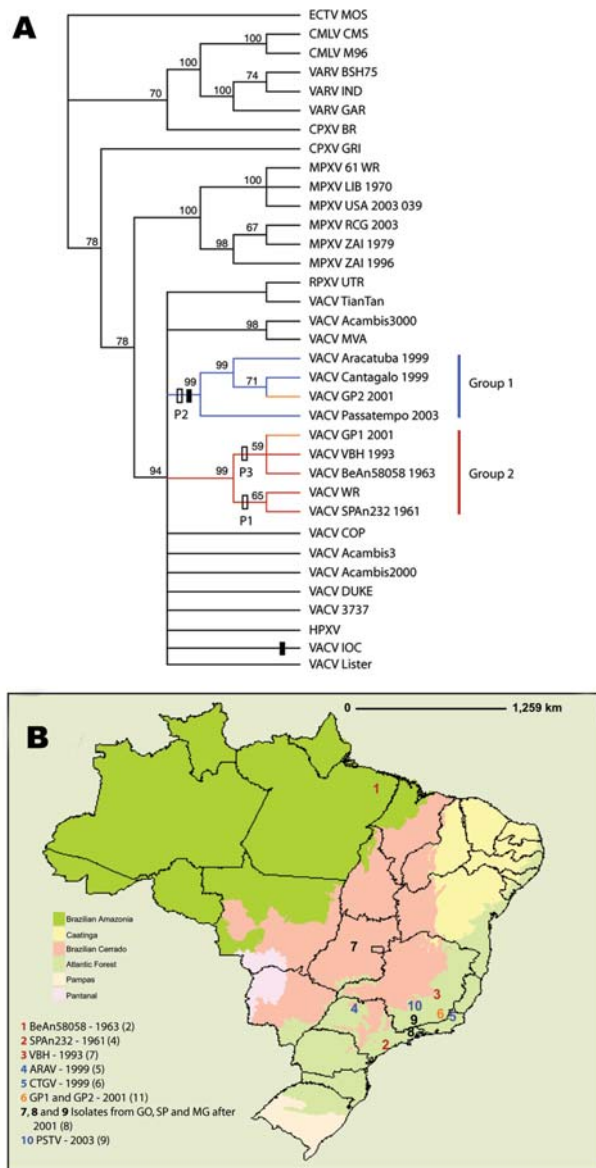 A
ECTV MOS
CMLV CMS
100
CMLV M96
100
VARV BSH75
74
VARV IND
100
VARV GAR
70
CPXV BR
CPXV GRI
MPXV 61 WR
100
MPXV LIB 1970
MPXV USA 2003 039
100
MPXV RCG 2003
67
MPXV ZAI 1979
98
MPXV ZAI 1996
78
RPXV UTR
VACV TianTan
78
VACV Acambis3000
98
VACV MVA
VACV Aracatuba 1999
99
VACV Cantagalo 1999
Group 1
99
71
VACV GP2 2001
P2
VACV Passatempo 2003
VACV GP1 2001
59
VACV VBH 1993
P3
VACV BeAn58058 1963
Group 2
94
99
VACV WR
65
VACV SPAn232 1961
P1
VACV COP
VACV Acambis3
VACV Acambis2000
VACV DUKE
VACV 3737
HPXV
VACV IOC
VACV Lister
B
0 1,259 km
1
7
3
10
4
6
5
9
8
2
Brazilian Amazonia
Caatinga
Brazilian Cerrado
Atlantic Forest
Pampas
Pantanal
1 BeAn58058 - 1963 (2)
2 SPAn232 - 1961 (4)
3 VBH - 1993 (7)
4 ARAV - 1999 (5)
5 CTGV - 1999 (6)
6 GP1 and GP2 - 2001 (11)
7, 8 and 9 Isolates from GO, SP and MG after
2001 (8)
10 PSTV - 2003 (9)